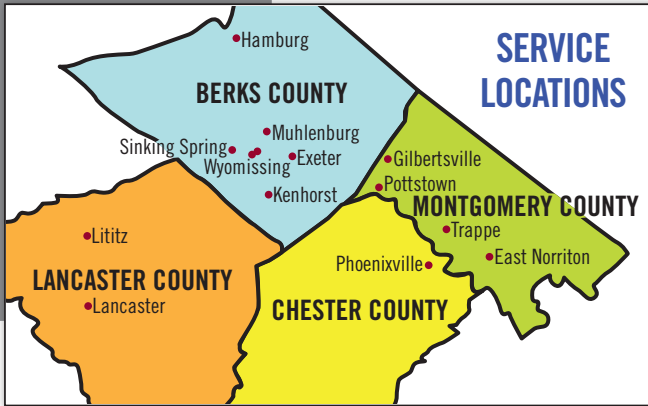 SERVICE
LOCATIONS
Hamburg
BERKS COUNTY
Muhlenburg
Sinking Spring
Wyomissing
Exeter
Kenhorst
Gilbertsville
Pottstown
MONTGOMERY COUNTY
Trappe
East Norriton
Lititz
LANCASTER COUNTY
Lancaster
Phoenixville
CHESTER COUNTY